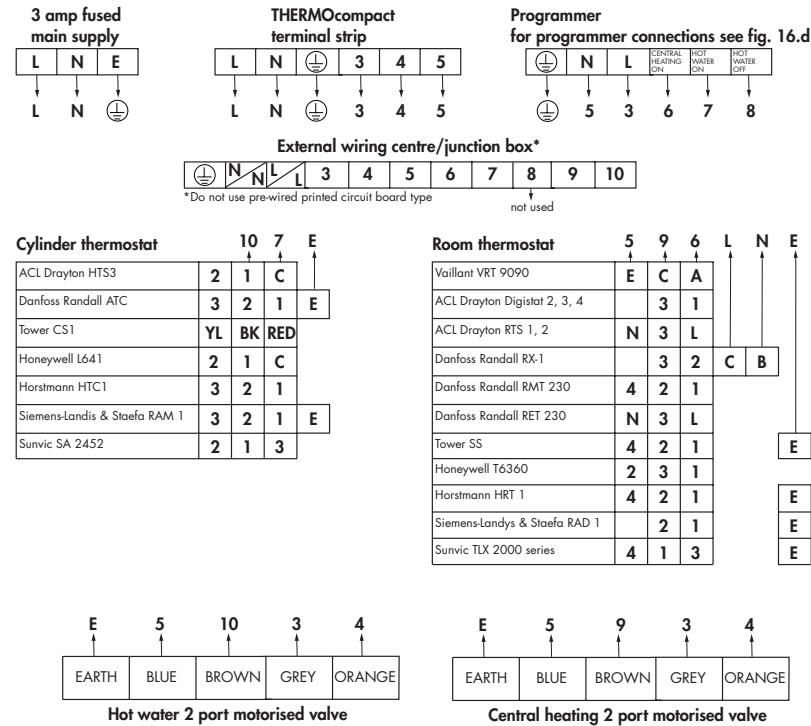 3 amp fused
main supply
L N E
L N
THERMOcompact
terminal strip
L N 3 4 5
L N 3 4 5
Programmer
for programmer connections see fig. 16.d
N L CENTRAL HEATING ON HOT WATER ON HOT WATER OFF
5 3 6 7 8
External wiring centre/junction box*
N N L L 3 4 5 6 7 8 9 10
*Do not use pre-wired printed circuit board type
not used
Cylinder thermostat 10 7 E
ACL Drayton HTS3 2 1 C
Danfoss Randall ATC 3 2 1 E
Tower CS1 YL BK RED
Honeywell L641 2 1 C
Horstmann HTC1 3 2 1
Siemens-Landis & Staefa RAM 1 3 2 1 E
Sunvic SA 2452 2 1 3
Room thermostat 5 9 6 L N E
Vaillant VRT 9090 E C A
ACL Drayton Digistat 2, 3, 4 3 1
ACL Drayton RTS 1, 2 N 3 L
Danfoss Randall RX-1 3 2 C B
Danfoss Randall RMT 230 4 2 1
Danfoss Randall RET 230 N 3 L
Tower SS 4 2 1 E
Honeywell T6360 2 3 1
Horstmann HRT 1 4 2 1 E
Siemens-Landys & Staefa RAD 1 2 1 E
Sunvic TLX 2000 series 4 1 3 E
E 5 10 3 4
EARTH BLUE BROWN GREY ORANGE
Hot water 2 port motorised valve
E 5 9 3 4
EARTH BLUE BROWN GREY ORANGE
Central heating 2 port motorised valve